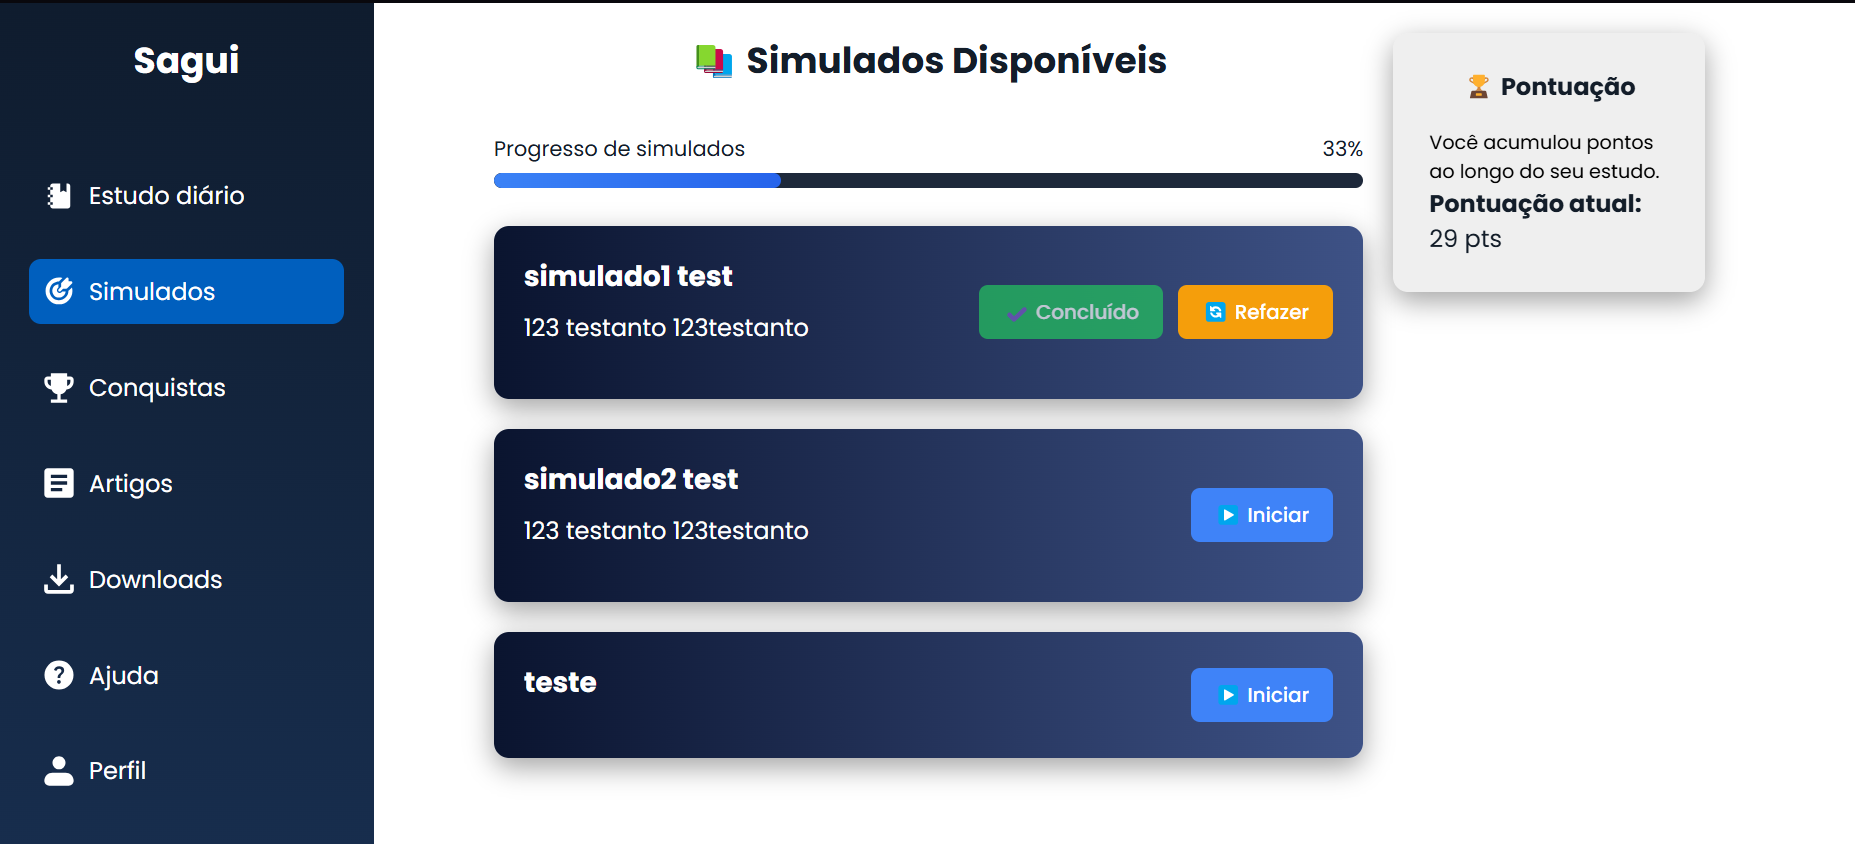 Sagui
Estudo diário
Simulados
Conquistas
Artigos
Downloads
Ajuda
Perfil
Simulados Disponíveis
Progresso de simulados 33%
simulado1 test
123 testanto 123testanto
Concluído
Refazer
simulado2 test
123 testanto 123testanto
Iniciar
teste
Iniciar
Pontuação
Você acumulou pontos
ao longo do seu estudo.
Pontuação atual:
29 pts